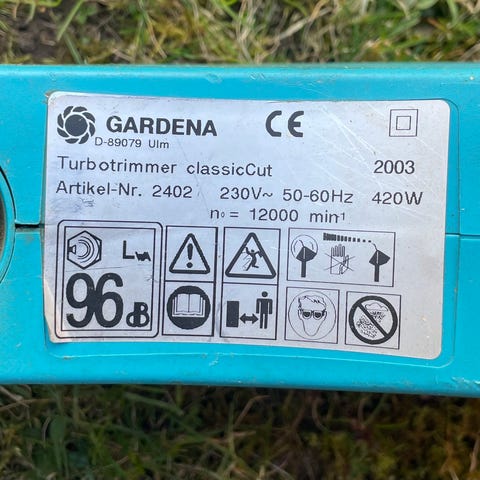 GARDENA
D-89079 Ulm
CE
Turbotrimmer classicCut 2003
Artikel-Nr. 2402 230V~ 50-60Hz 420W
n₀ = 12000 min⁻¹
LWA
96 dB